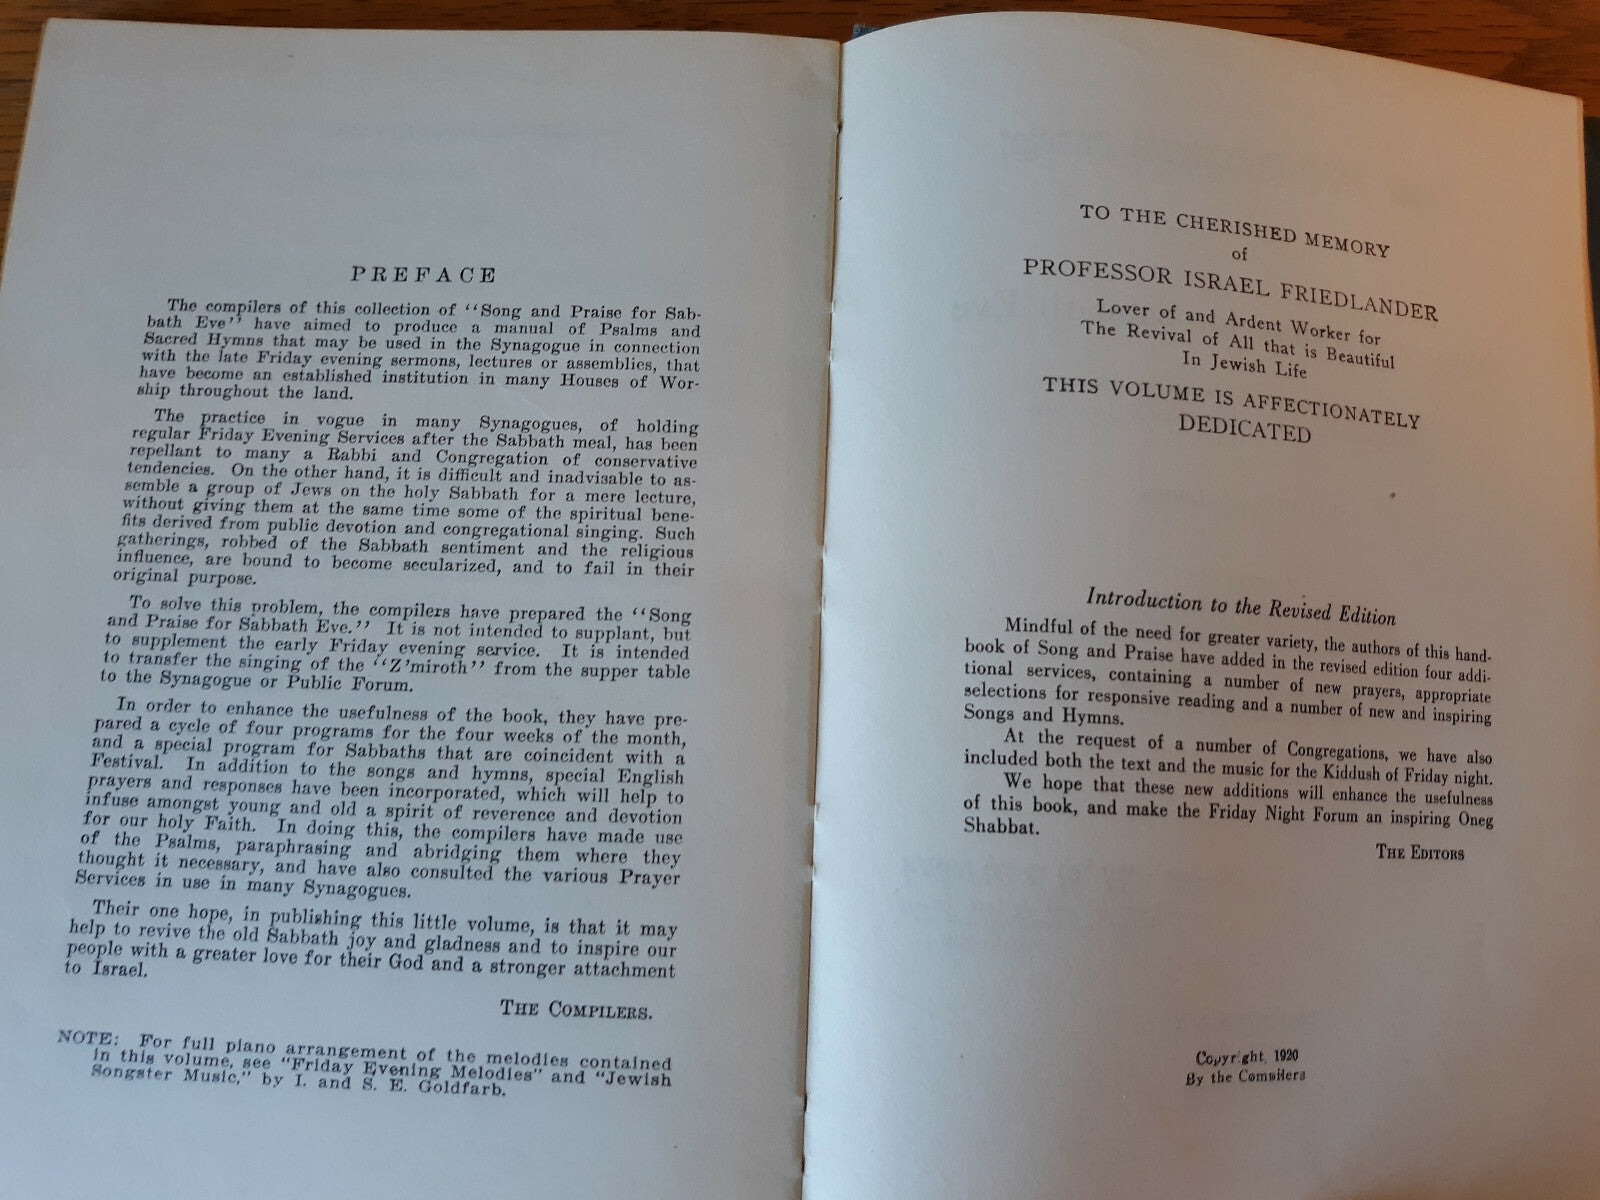 PREFACE
The compilers of this collection of "Song and Praise for Sab-
bath Eve" have aimed to produce a manual of Psalms and
Sacred Hymns that may be used in the Synagogue in connection
with the late Friday evening sermons, lectures or assemblies, that
have become an established institution in many Houses of Wor-
ship throughout the land.
The practice in vogue in many Synagogues, of holding
regular Friday Evening Services after the Sabbath meal, has been
repellant to many a Rabbi and Congregation of conservative
tendencies. On the other hand, it is difficult and inadvisable to as-
semble a group of Jews on the holy Sabbath for a mere lecture,
without giving them at the same time some of the spiritual bene-
fits derived from public devotion and congregational singing. Such
gatherings, robbed of the Sabbath sentiment and the religious
influence, are bound to become secularized, and to fail in their
original purpose.
To solve this problem, the compilers have prepared the "Song
and Praise for Sabbath Eve." It is not intended to supplant, but
to supplement the early Friday evening service. It is intended
to transfer the singing of the "Z'miroth" from the supper table
to the Synagogue or Public Forum.
In order to enhance the usefulness of the book, they have pre-
pared a cycle of four programs for the four weeks of the month,
and a special program for Sabbaths that are coincident with a
Festival. In addition to the songs and hymns, special English
prayers and responses have been incorporated, which will help to
infuse amongst young and old a spirit of reverence and devotion
for our holy Faith. In doing this, the compilers have made use
of the Psalms, paraphrasing and abridging them where they
thought it necessary, and have also consulted the various Prayer
Services in use in many Synagogues.
Their one hope, in publishing this little volume, is that it may
help to revive the old Sabbath joy and gladness and to inspire our
people with a greater love for their God and a stronger attachment
to Israel.
THE COMPILERS.
NOTE: For full piano arrangement of the melodies contained
in this volume, see "Friday Evening Melodies" and "Jewish
Songster Music," by I. and S. E. Goldfarb.
TO THE CHERISHED MEMORY
of
PROFESSOR ISRAEL FRIEDLANDER
Lover of and Ardent Worker for
The Revival of All that is Beautiful
In Jewish Life
THIS VOLUME IS AFFECTIONATELY
DEDICATED
Introduction to the Revised Edition
Mindful of the need for greater variety, the authors of this hand-
book of Song and Praise have added in the revised edition four addi-
tional services, containing a number of new prayers, appropriate
selections for responsive reading and a number of new and inspiring
Songs and Hymns.
At the request of a number of Congregations, we have also
included both the text and the music for the Kiddush of Friday night.
We hope that these new additions will enhance the usefulness
of this book, and make the Friday Night Forum an inspiring Oneg
Shabbat.
THE EDITORS
Copyright, 1920
By the Compilers